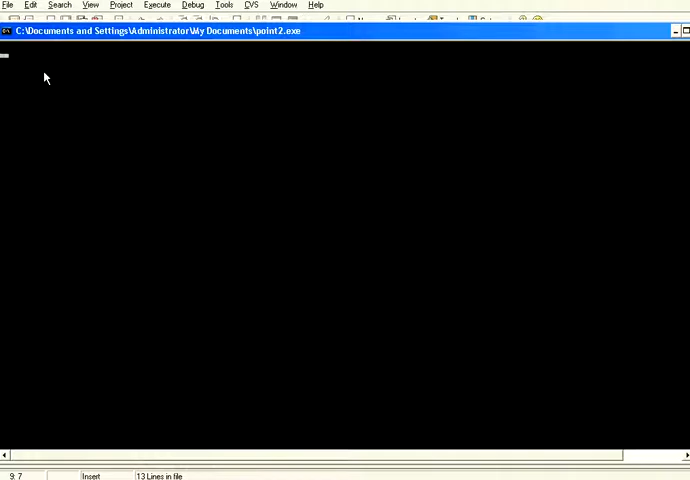 File Edit Search View Project Execute Debug Tools CVS Window Help
C:\Documents and Settings\Administrator\My Documents\point2.exe
9: 7 Insert 13 Lines in file